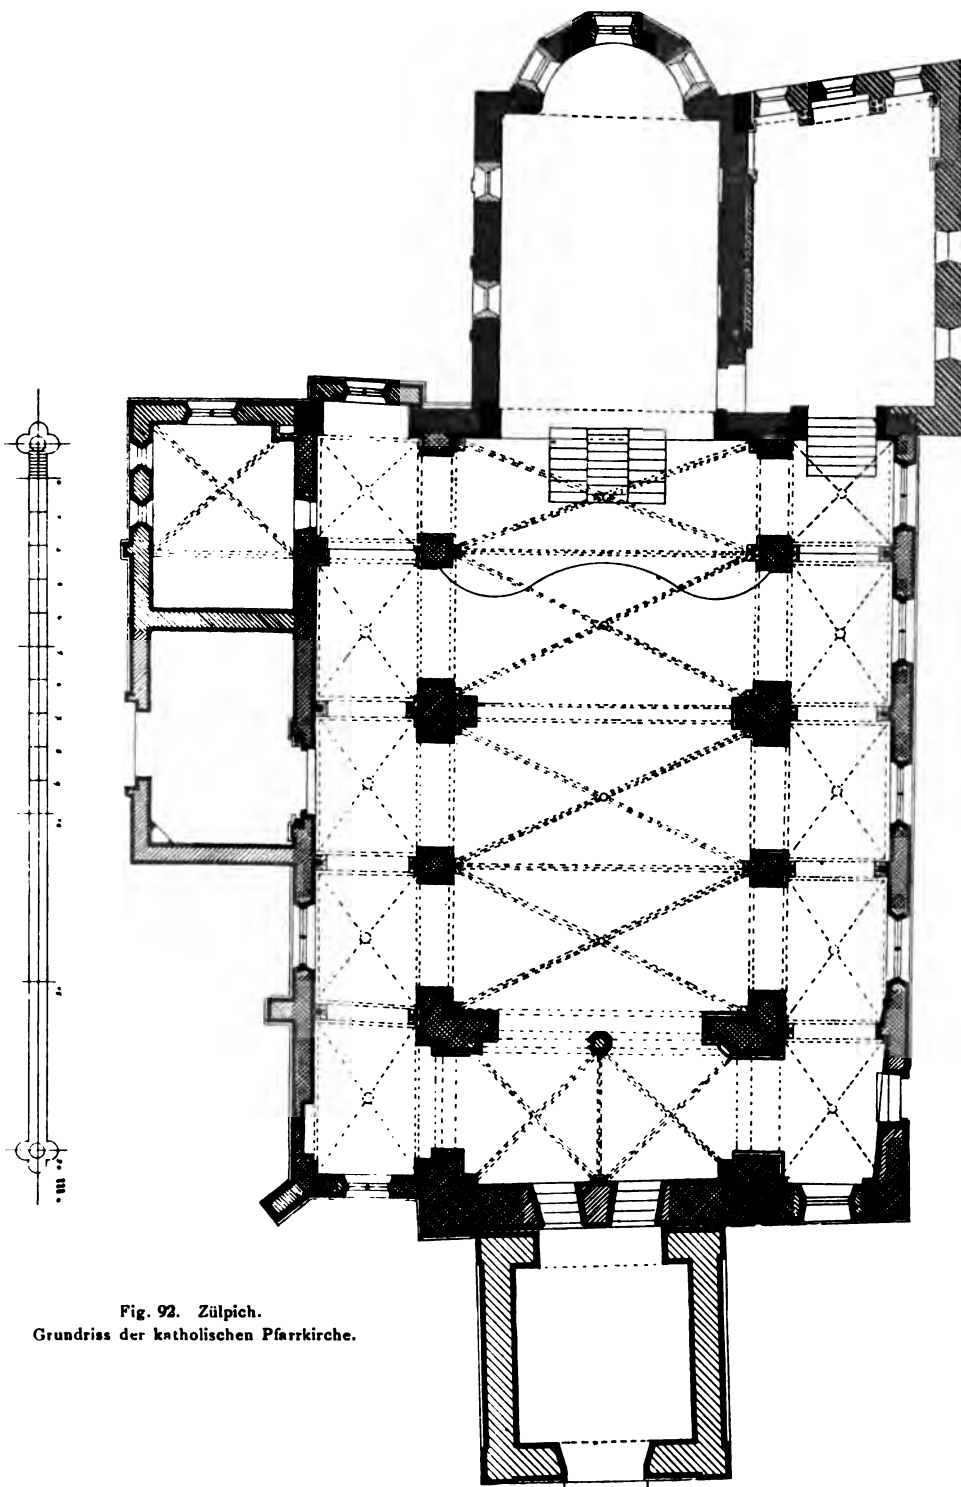 Fig. 92. Zülpich.
Grundriss der katholischen Pfarrkirche.